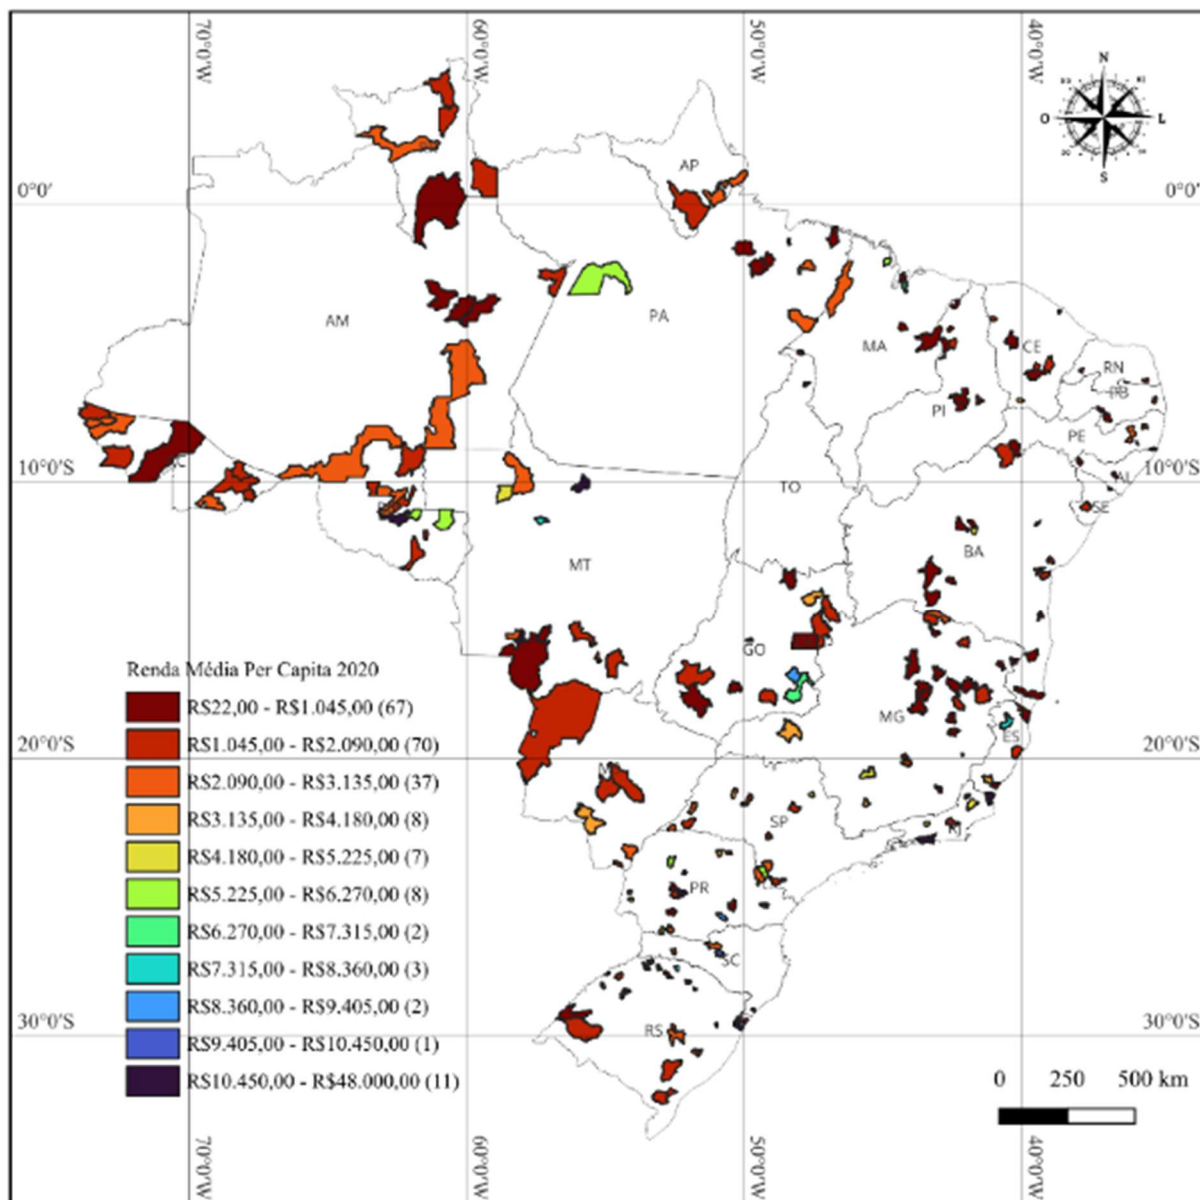 70°0'W
60°0'W
50°0'W
40°0'W
N
O
L
S
0°0'
0°0'
AP
AM
PA
MA
CE
RN
PB
PI
PE
10°0'S
10°0'S
AL
TO
SE
BA
MT
GO
Renda Média Per Capita 2020
R$22,00 - R$1.045,00 (67)
R$1.045,00 - R$2.090,00 (70)
R$2.090,00 - R$3.135,00 (37)
R$3.135,00 - R$4.180,00 (8)
R$4.180,00 - R$5.225,00 (7)
R$5.225,00 - R$6.270,00 (8)
R$6.270,00 - R$7.315,00 (2)
R$7.315,00 - R$8.360,00 (3)
R$8.360,00 - R$9.405,00 (2)
R$9.405,00 - R$10.450,00 (1)
R$10.450,00 - R$48.000,00 (11)
MG
ES
20°0'S
20°0'S
SP
RJ
PR
SC
30°0'S
30°0'S
RS
0 250 500 km
70°0'W
60°0'W
50°0'W
40°0'W